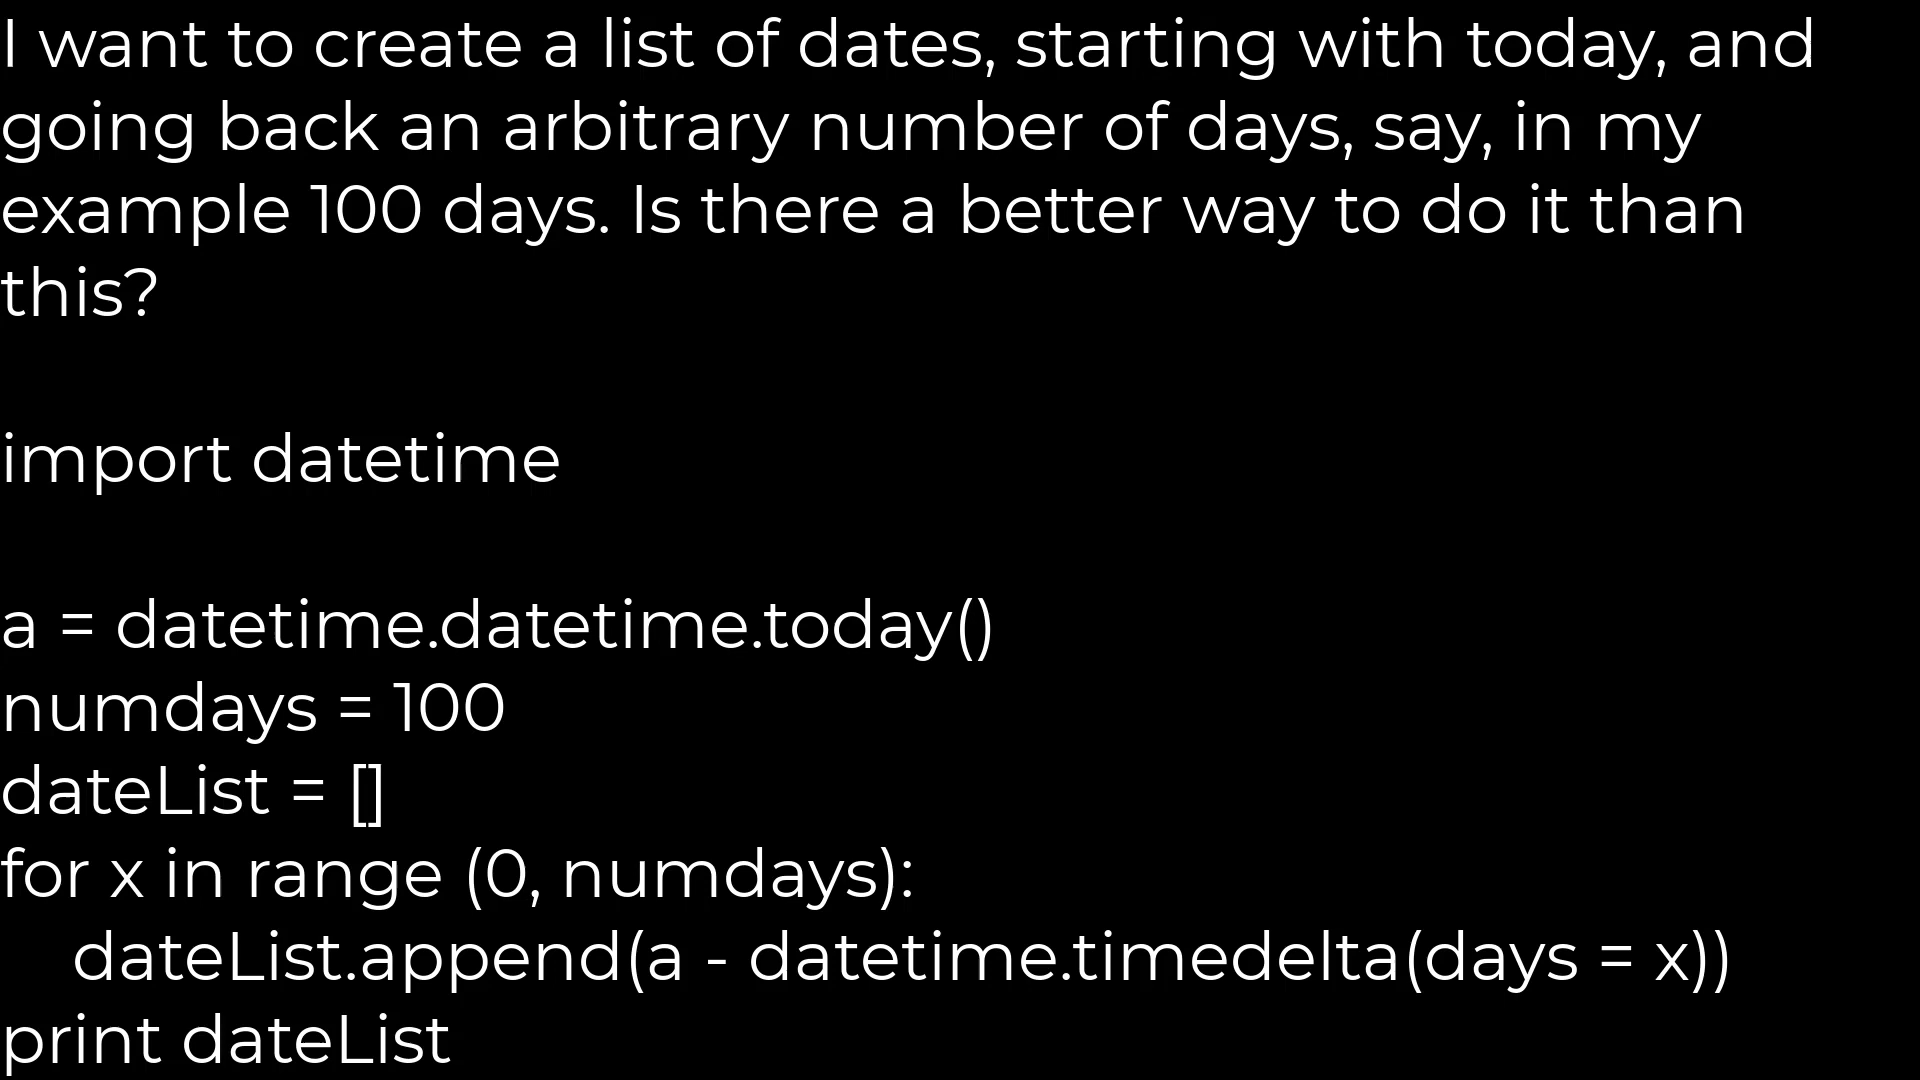 I want to create a list of dates, starting with today, and
going back an arbitrary number of days, say, in my
example 100 days. Is there a better way to do it than
this?
import datetime
a = datetime.datetime.today()
numdays = 100
dateList = []
for x in range (0, numdays):
    dateList.append(a - datetime.timedelta(days = x))
print dateList